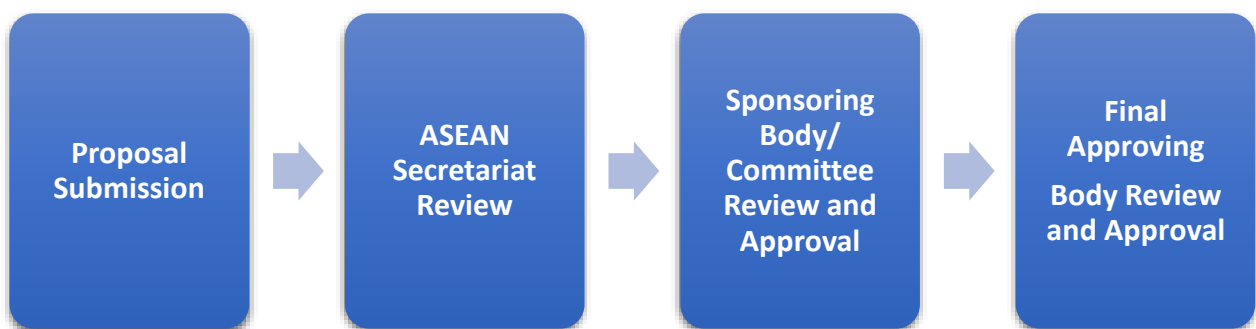 Proposal
Submission
ASEAN
Secretariat
Review
Sponsoring
Body/
Committee
Review and
Approval
Final
Approving
Body Review
and Approval